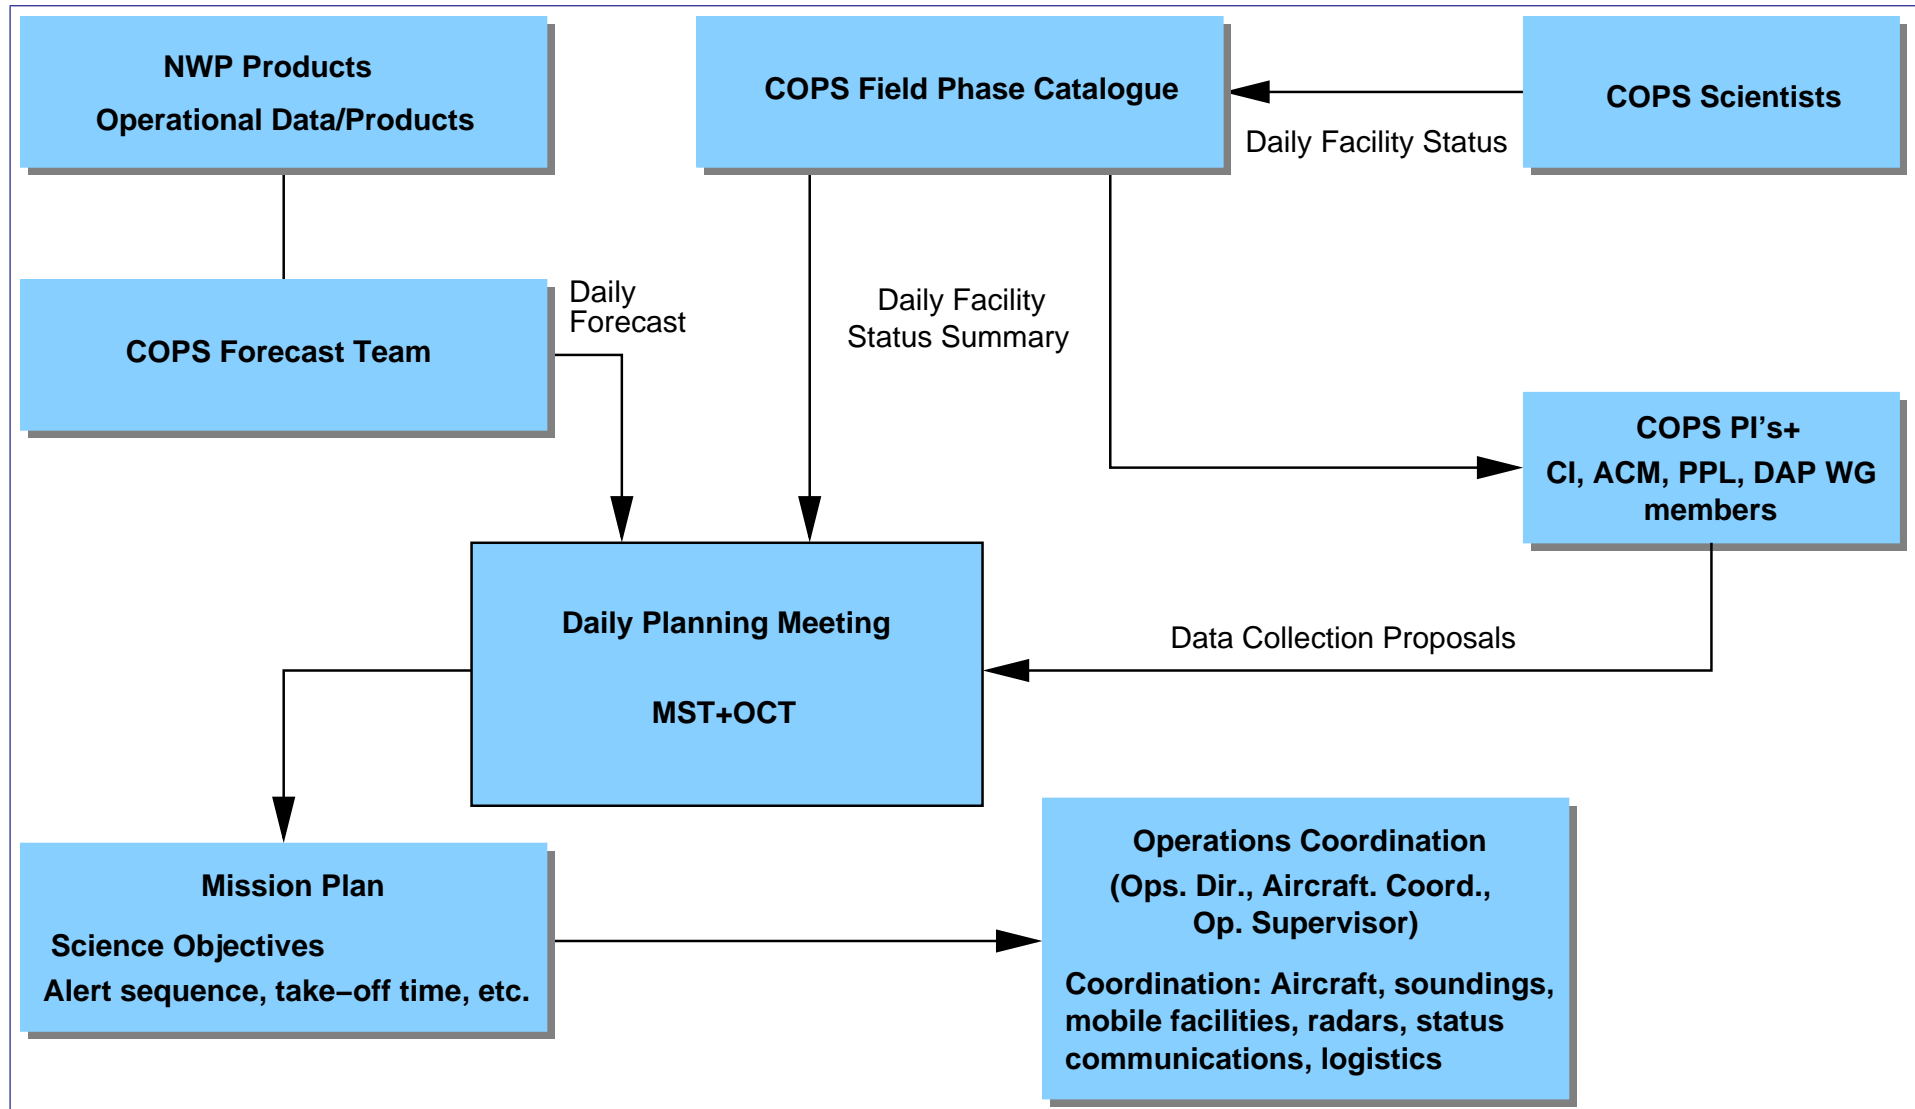 NWP Products
Operational Data/Products
COPS Field Phase Catalogue
COPS Scientists
Daily Facility Status
Daily
Forecast
Daily Facility
Status Summary
COPS Forecast Team
COPS PI's+
CI, ACM, PPL, DAP WG
members
Daily Planning Meeting
MST+OCT
Data Collection Proposals
Mission Plan
Science Objectives
Alert sequence, take−off time, etc.
Operations Coordination
(Ops. Dir., Aircraft. Coord.,
Op. Supervisor)
Coordination: Aircraft, soundings,
mobile facilities, radars, status
communications, logistics